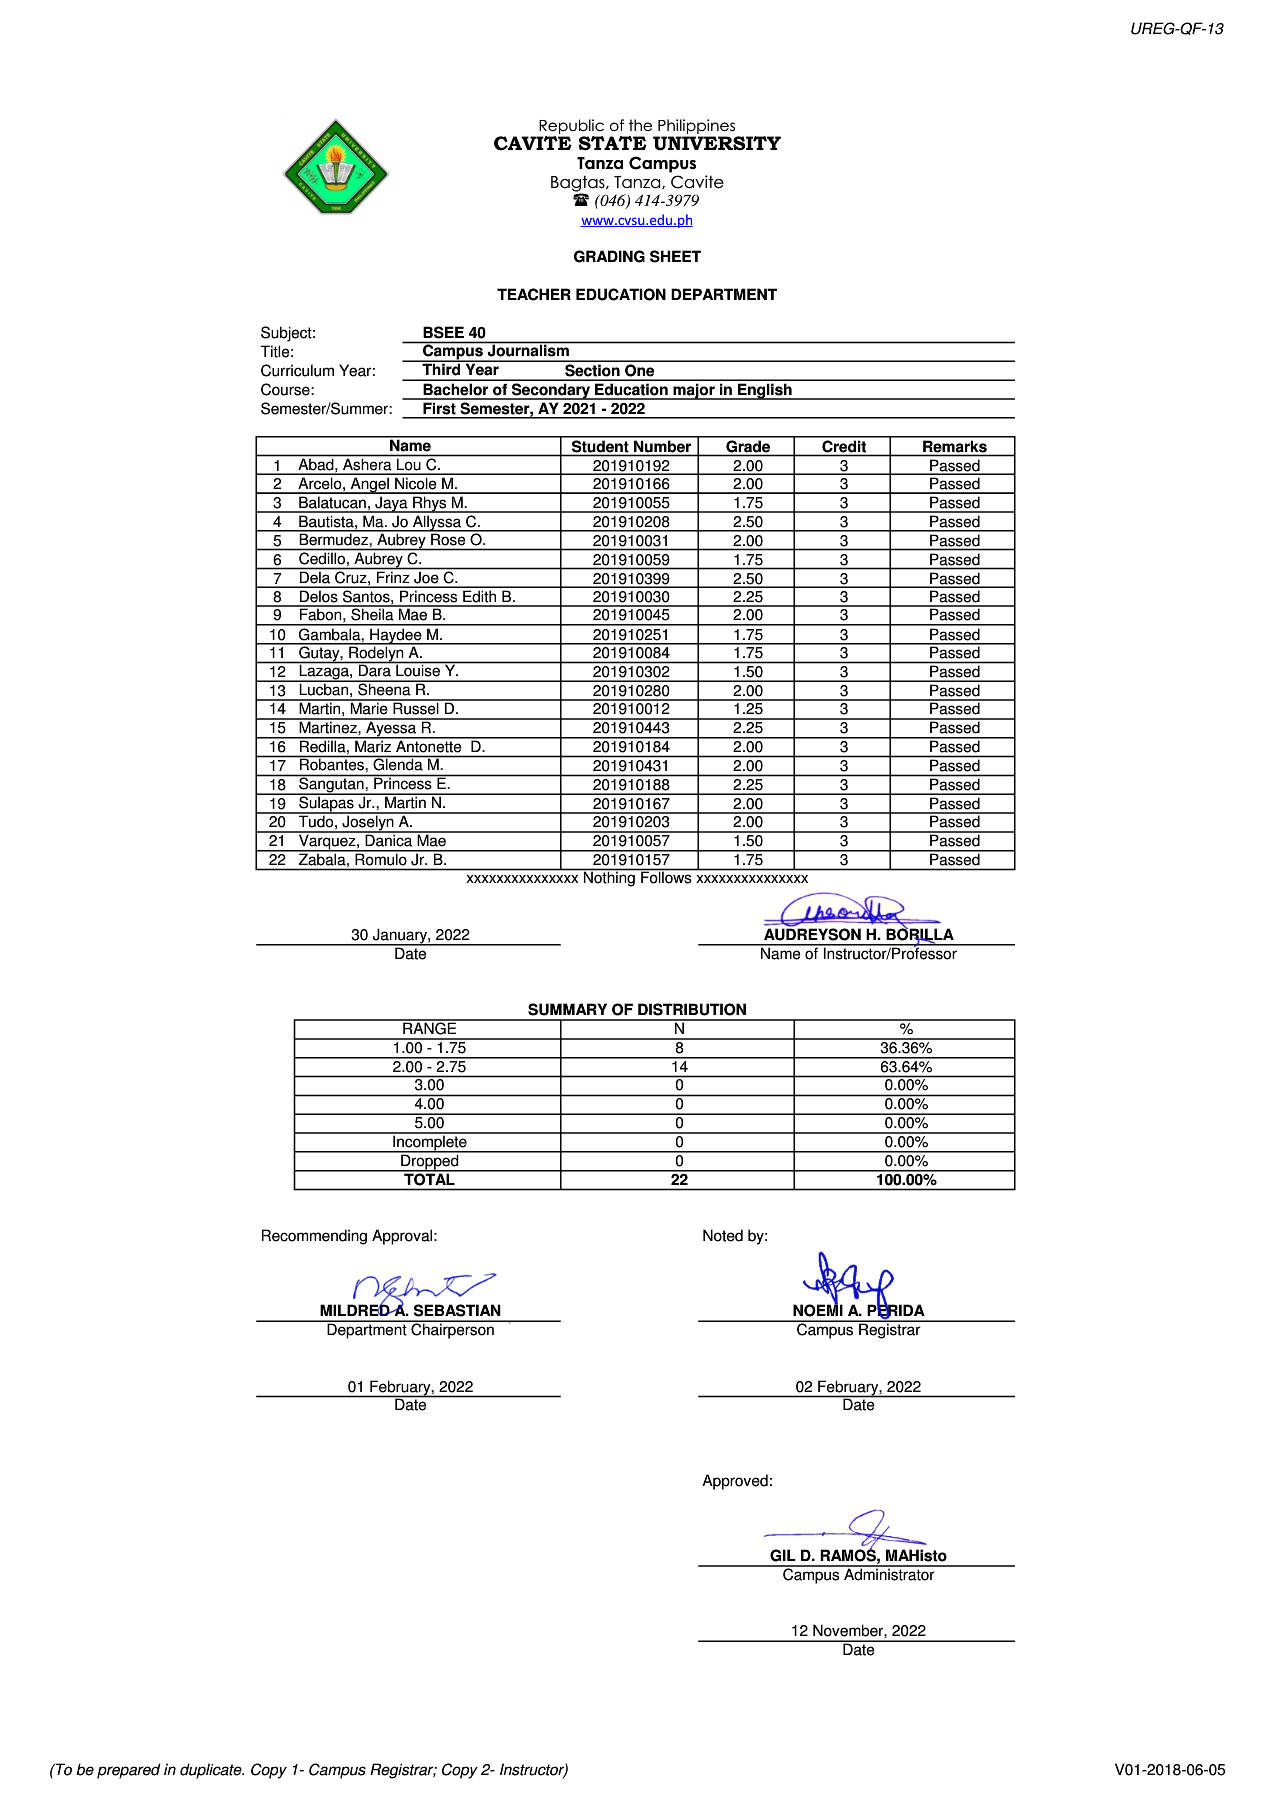 UREG-QF-13
Republic of the Philippines
CAVITE STATE UNIVERSITY
Tanza Campus
Bagtas, Tanza, Cavite
☎ (046) 414-3979
www.cvsu.edu.ph
GRADING SHEET
TEACHER EDUCATION DEPARTMENT
Subject: BSEE 40
Title: Campus Journalism
Curriculum Year: Third Year Section One
Course: Bachelor of Secondary Education major in English
Semester/Summer: First Semester, AY 2021 - 2022
Name Student Number Grade Credit Remarks
1 Abad, Ashera Lou C. 201910192 2.00 3 Passed
2 Arcelo, Angel Nicole M. 201910166 2.00 3 Passed
3 Balatucan, Jaya Rhys M. 201910055 1.75 3 Passed
4 Bautista, Ma. Jo Allyssa C. 201910208 2.50 3 Passed
5 Bermudez, Aubrey Rose O. 201910031 2.00 3 Passed
6 Cedillo, Aubrey C. 201910059 1.75 3 Passed
7 Dela Cruz, Frinz Joe C. 201910399 2.50 3 Passed
8 Delos Santos, Princess Edith B. 201910030 2.25 3 Passed
9 Fabon, Sheila Mae B. 201910045 2.00 3 Passed
10 Gambala, Haydee M. 201910251 1.75 3 Passed
11 Gutay, Rodelyn A. 201910084 1.75 3 Passed
12 Lazaga, Dara Louise Y. 201910302 1.50 3 Passed
13 Lucban, Sheena R. 201910280 2.00 3 Passed
14 Martin, Marie Russel D. 201910012 1.25 3 Passed
15 Martinez, Ayessa R. 201910443 2.25 3 Passed
16 Redilla, Mariz Antonette D. 201910184 2.00 3 Passed
17 Robantes, Glenda M. 201910431 2.00 3 Passed
18 Sangutan, Princess E. 201910188 2.25 3 Passed
19 Sulapas Jr., Martin N. 201910167 2.00 3 Passed
20 Tudo, Joselyn A. 201910203 2.00 3 Passed
21 Varquez, Danica Mae 201910057 1.50 3 Passed
22 Zabala, Romulo Jr. B. 201910157 1.75 3 Passed
xxxxxxxxxxxxxxx Nothing Follows xxxxxxxxxxxxxxx
30 January, 2022 AUDREYSON H. BORILLA
Date Name of Instructor/Professor
SUMMARY OF DISTRIBUTION
RANGE N %
1.00 - 1.75 8 36.36%
2.00 - 2.75 14 63.64%
3.00 0 0.00%
4.00 0 0.00%
5.00 0 0.00%
Incomplete 0 0.00%
Dropped 0 0.00%
TOTAL 22 100.00%
Recommending Approval: Noted by:
MILDRED A. SEBASTIAN NOEMI A. PERIDA
Department Chairperson Campus Registrar
01 February, 2022 02 February, 2022
Date Date
Approved:
GIL D. RAMOS, MAHisto
Campus Administrator
12 November, 2022
Date
(To be prepared in duplicate. Copy 1- Campus Registrar; Copy 2- Instructor) V01-2018-06-05